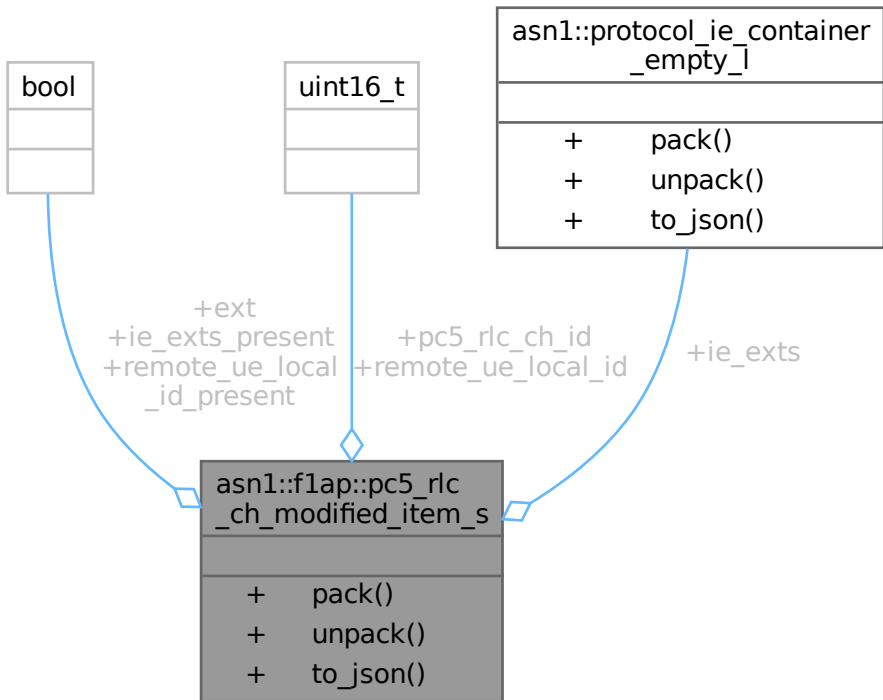 bool
uint16_t
asn1::protocol_ie_container
_empty_l
+ pack()
+ unpack()
+ to_json()
+ext
+ie_exts_present
+remote_ue_local
_id_present
+pc5_rlc_ch_id
+remote_ue_local_id
+ie_exts
asn1::f1ap::pc5_rlc
_ch_modified_item_s
+ pack()
+ unpack()
+ to_json()